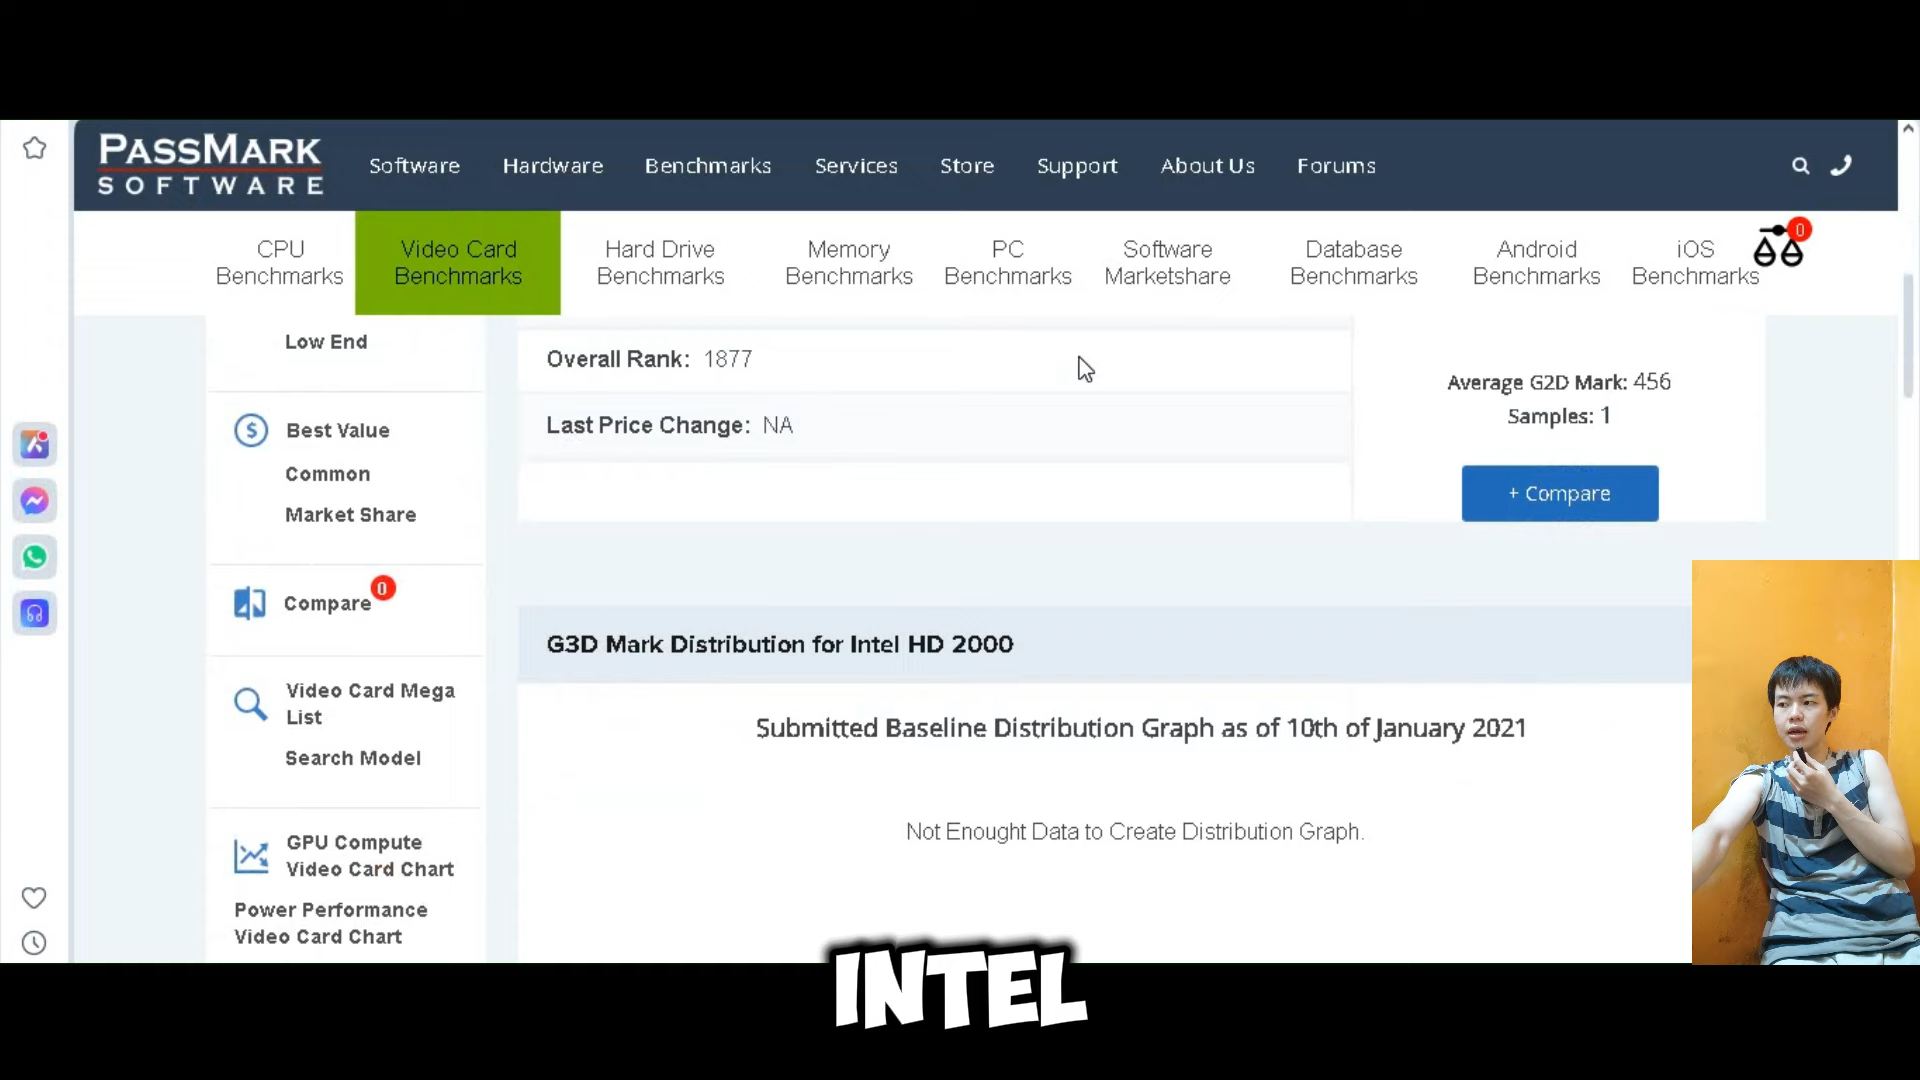 PASSMARK
SOFTWARE
Software Hardware Benchmarks Services Store Support About Us Forums
CPU
Benchmarks
Video Card
Benchmarks
Hard Drive
Benchmarks
Memory
Benchmarks
PC
Benchmarks
Software
Marketshare
Database
Benchmarks
Android
Benchmarks
iOS
Benchmarks
0
Low End
Best Value
Common
Market Share
Compare 0
Video Card Mega
List
Search Model
GPU Compute
Video Card Chart
Power Performance
Video Card Chart
Overall Rank: 1877
Last Price Change: NA
Average G2D Mark: 456
Samples: 1
+ Compare
G3D Mark Distribution for Intel HD 2000
Submitted Baseline Distribution Graph as of 10th of January 2021
Not Enought Data to Create Distribution Graph.
INTEL